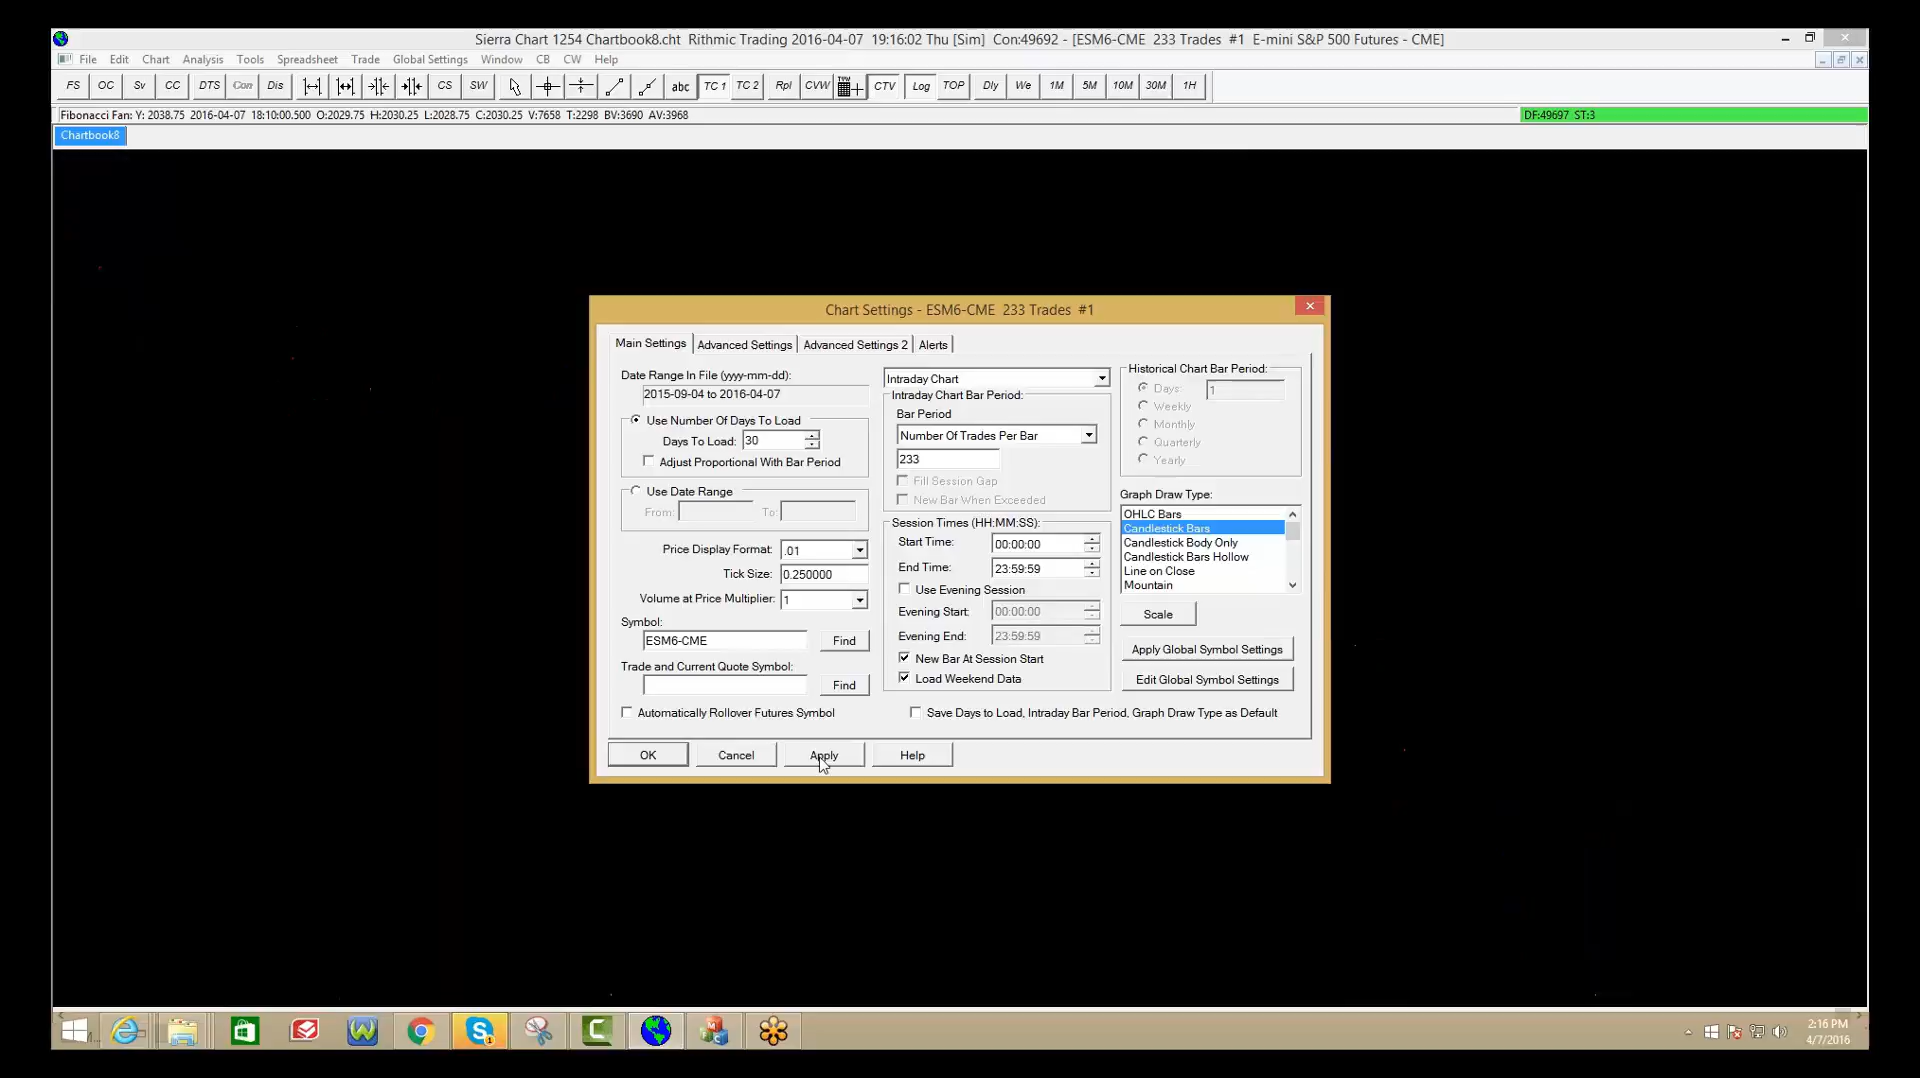 Sierra Chart 1254 Chartbook8.cht  Rithmic Trading 2016-04-07  19:16:02 Thu [Sim]  Con:49692 - [ESM6-CME  233 Trades  #1  E-mini S&P 500 Futures - CME]
File Edit Chart Analysis Tools Spreadsheet Trade Global Settings Window CB CW Help
FS OC Sv CC DTS Con Dis CS SW abc TC 1 TC 2 Rpl CVW CTV Log TOP Dly We 1M 5M 10M 30M 1H
Fibonacci Fan: Y: 2038.75  2016-04-07  18:10:00.500  O:2029.75  H:2030.25  L:2028.75  C:2030.25  V:7658  T:2298  BV:3690  AV:3968
DF:49697  ST:3
Chartbook8
Chart Settings - ESM6-CME  233 Trades  #1
Main Settings Advanced Settings Advanced Settings 2 Alerts
Date Range In File (yyyy-mm-dd):
2015-09-04 to 2016-04-07
Use Number Of Days To Load
Days To Load: 30
Adjust Proportional With Bar Period
Use Date Range
From: To:
Price Display Format: .01
Tick Size: 0.250000
Volume at Price Multiplier: 1
Symbol:
ESM6-CME Find
Trade and Current Quote Symbol:
Find
Automatically Rollover Futures Symbol
Intraday Chart
Intraday Chart Bar Period:
Bar Period
Number Of Trades Per Bar
233
Fill Session Gap
New Bar When Exceeded
Session Times (HH:MM:SS):
Start Time: 00:00:00
End Time: 23:59:59
Use Evening Session
Evening Start: 00:00:00
Evening End: 23:59:59
New Bar At Session Start
Load Weekend Data
Save Days to Load, Intraday Bar Period, Graph Draw Type as Default
Historical Chart Bar Period:
Days 1
Weekly
Monthly
Quarterly
Yearly
Graph Draw Type:
OHLC Bars
Candlestick Bars
Candlestick Body Only
Candlestick Bars Hollow
Line on Close
Mountain
Scale
Apply Global Symbol Settings
Edit Global Symbol Settings
OK Cancel Apply Help
2:16 PM
4/7/2016